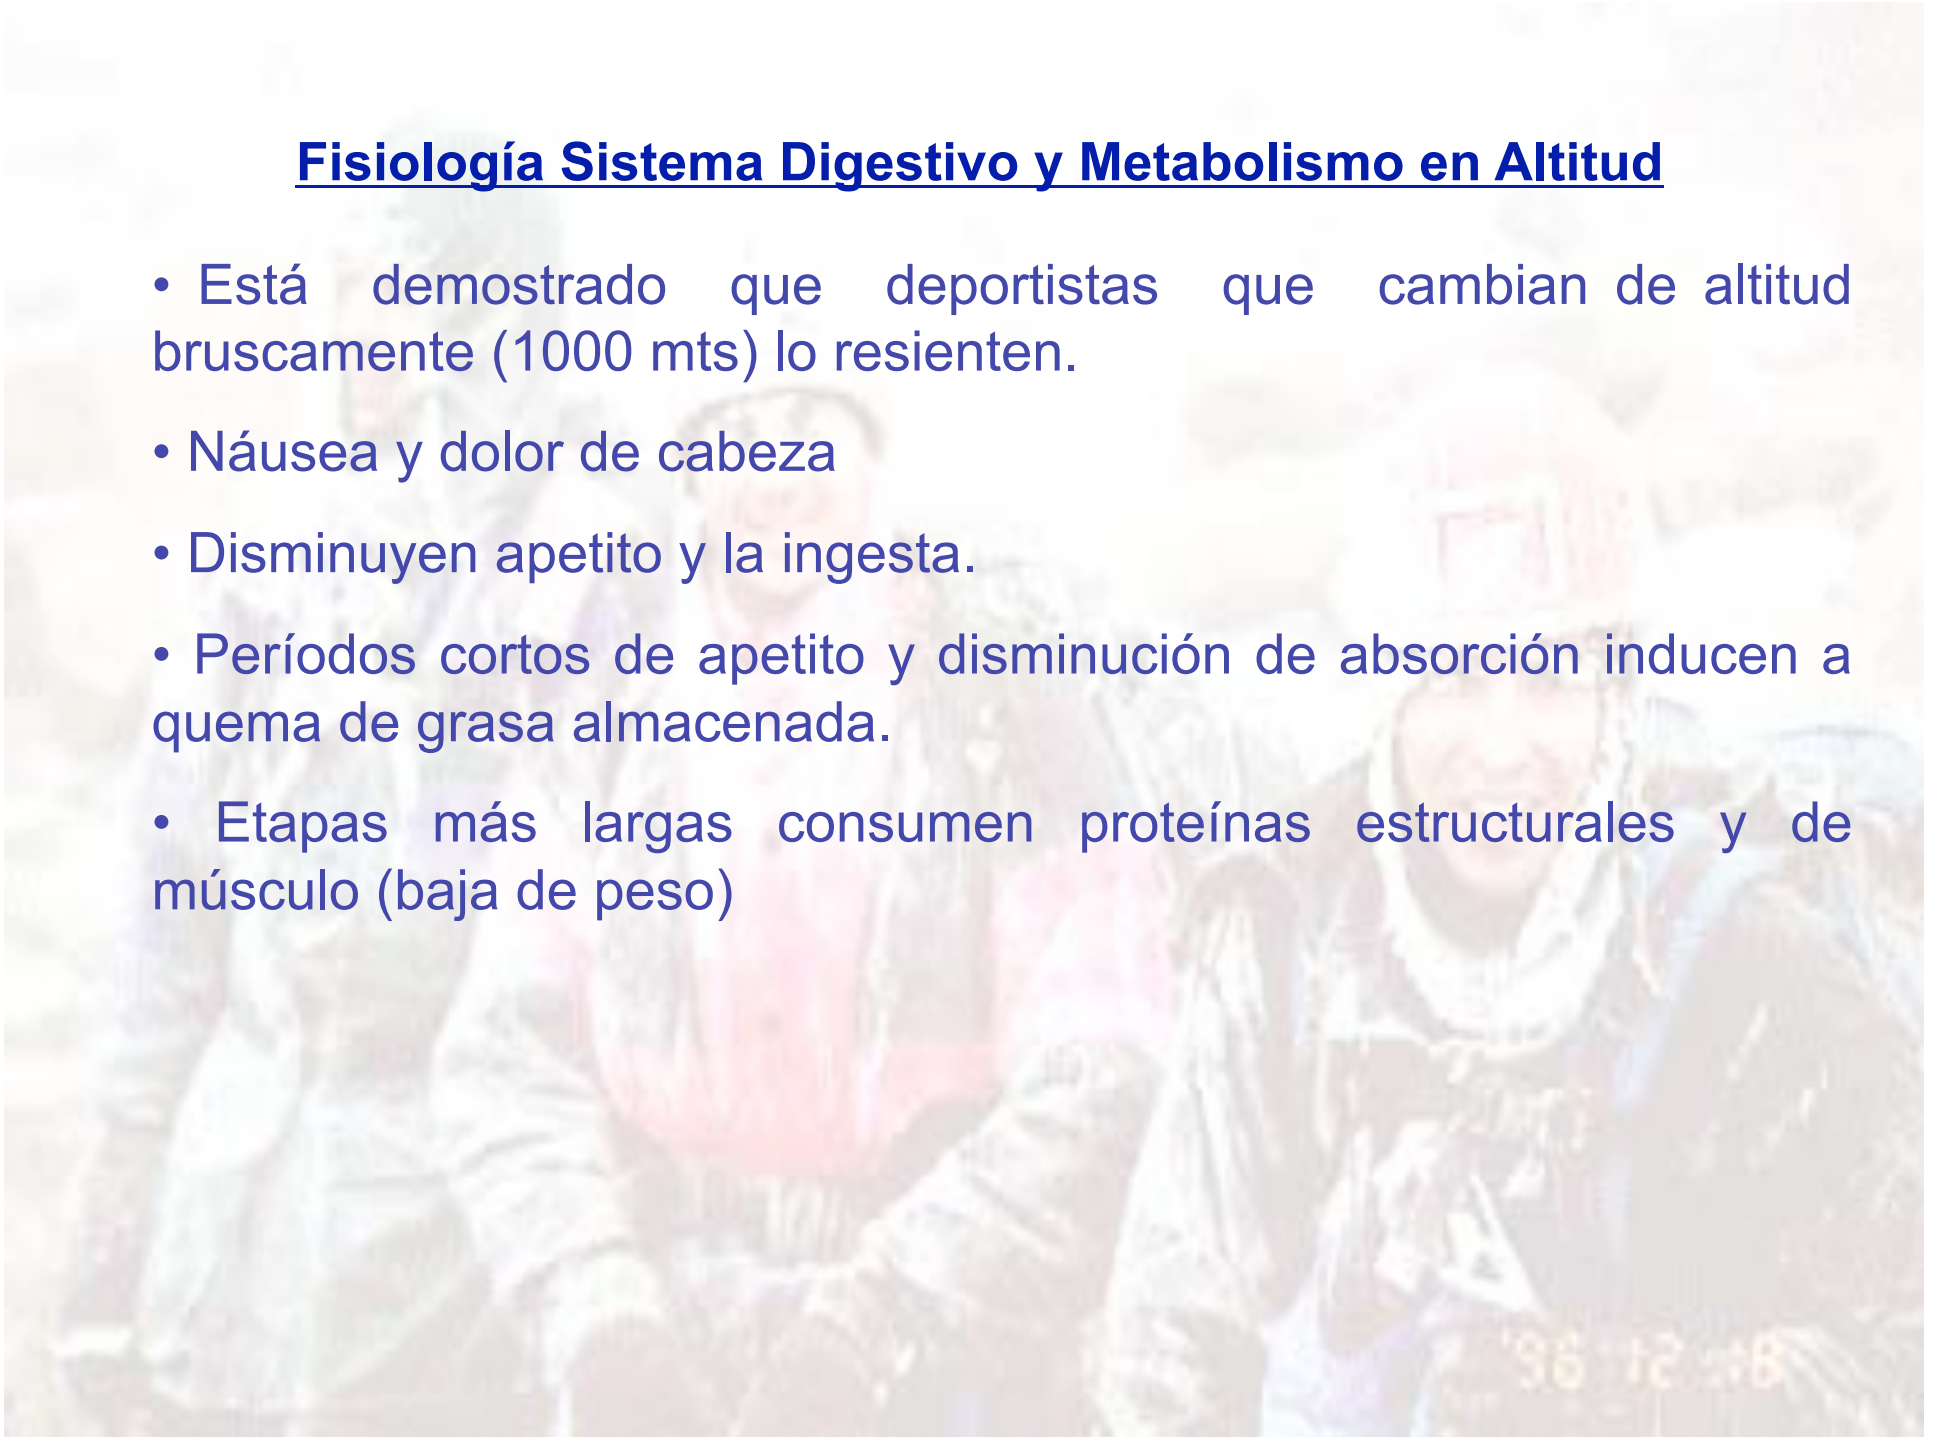 Fisiología Sistema Digestivo y Metabolismo en Altitud
• Está demostrado que deportistas que cambian de altitud
bruscamente (1000 mts) lo resienten.
• Náusea y dolor de cabeza
• Disminuyen apetito y la ingesta.
• Períodos cortos de apetito y disminución de absorción inducen a
quema de grasa almacenada.
• Etapas más largas consumen proteínas estructurales y de
músculo (baja de peso)